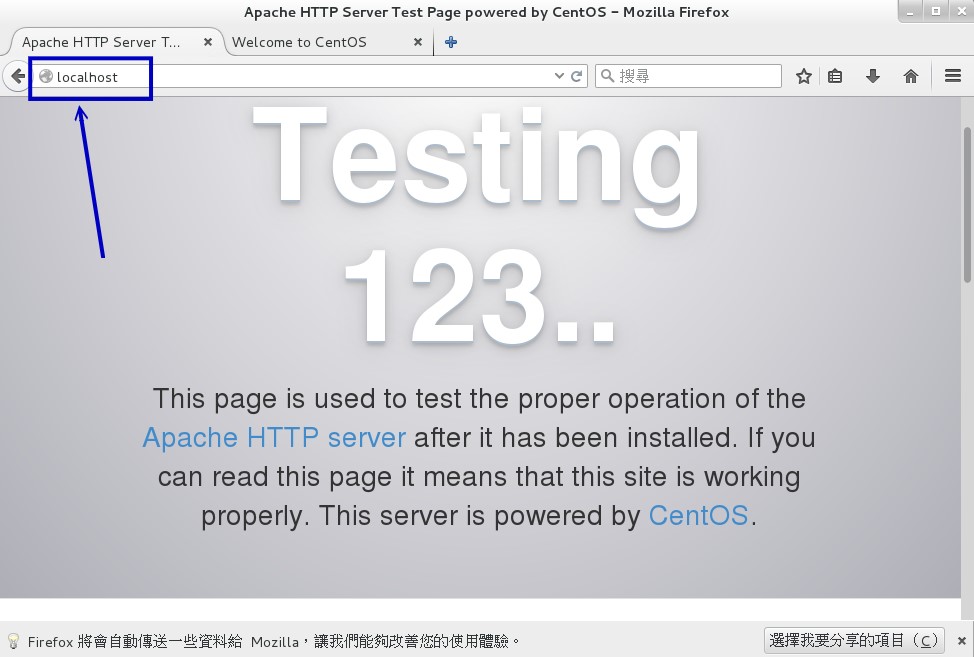 Apache HTTP Server Test Page powered by CentOS – Mozilla Firefox
Apache HTTP Server T... Welcome to CentOS
localhost 搜尋
Testing
123..
This page is used to test the proper operation of the
Apache HTTP server after it has been installed. If you
can read this page it means that this site is working
properly. This server is powered by CentOS.
Firefox 將會自動傳送一些資料給 Mozilla，讓我們能夠改善您的使用體驗。 選擇我要分享的項目（C）